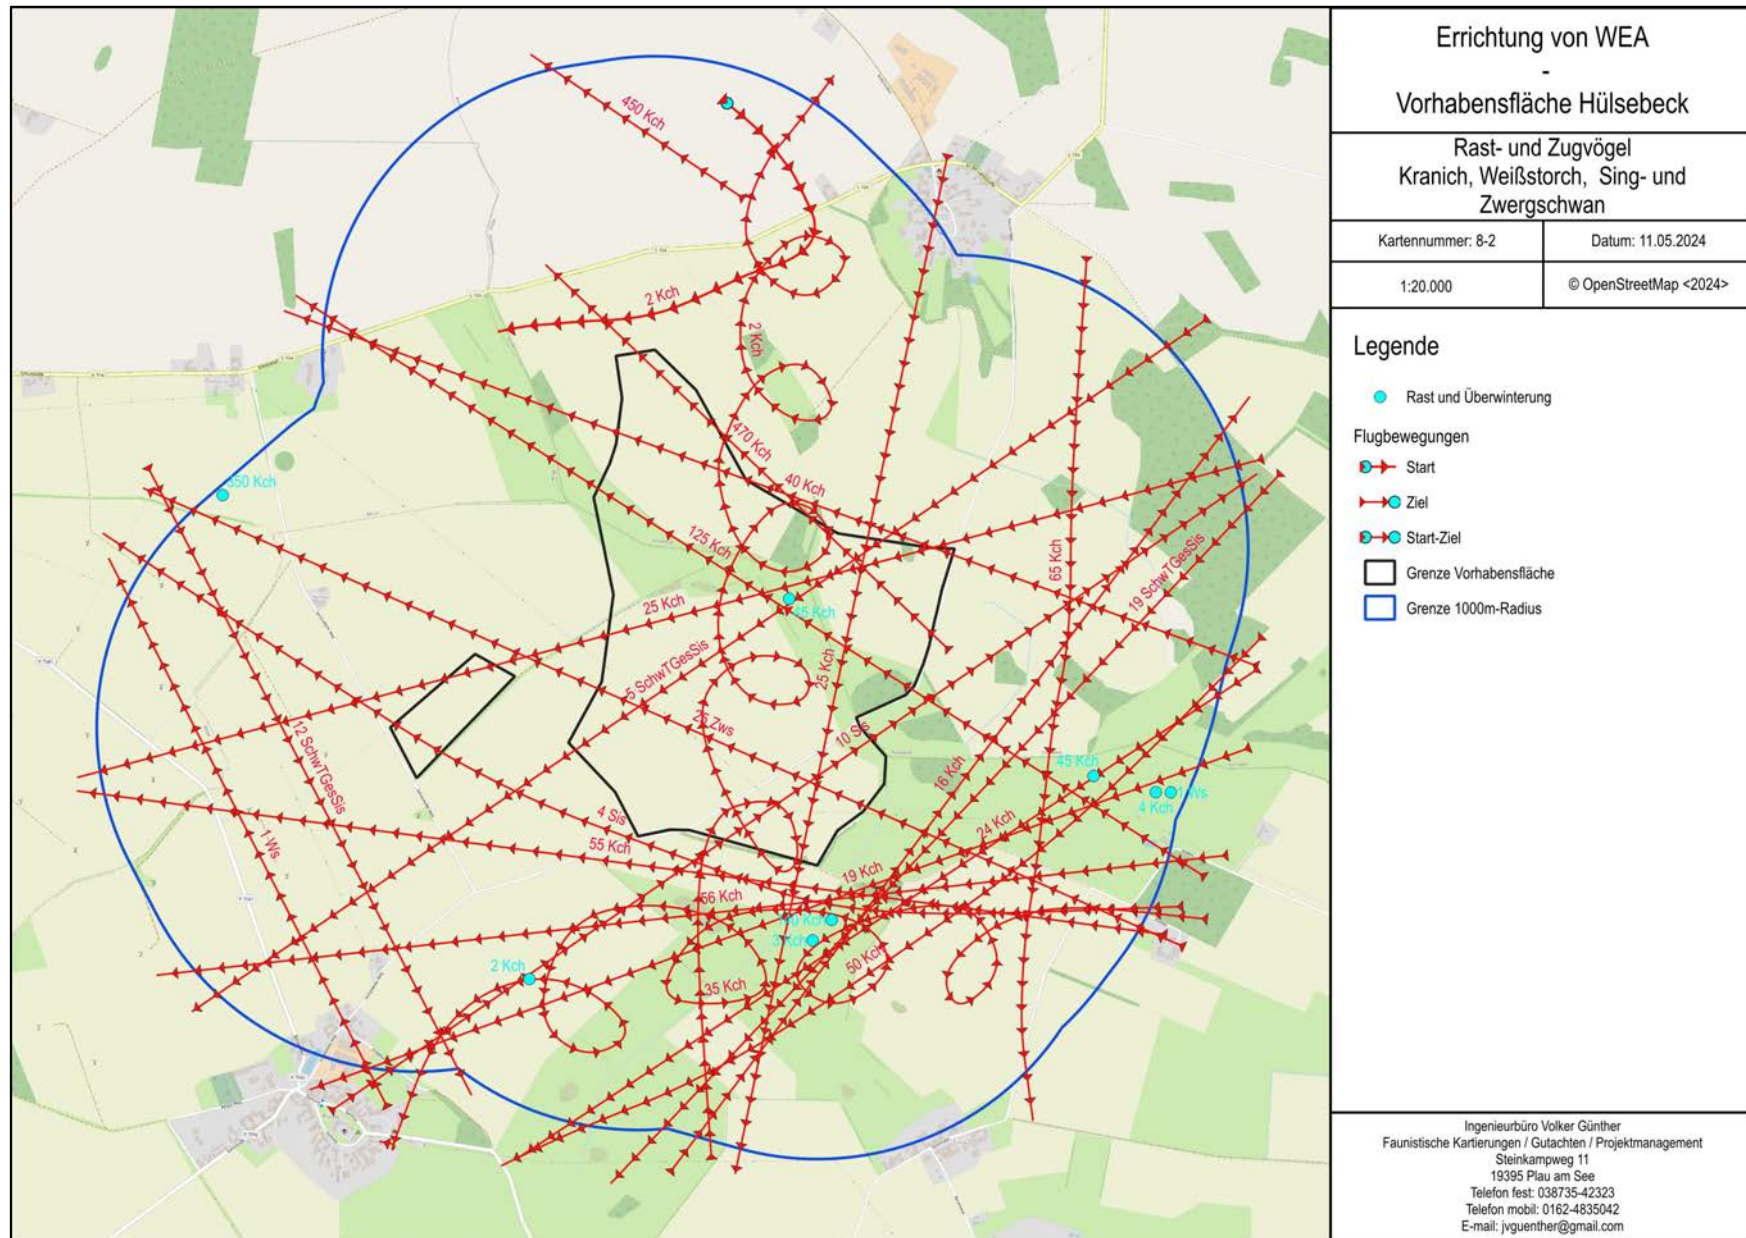 450 Kch
2 Kch
2 Kch
350 Kch
470 Kch
40 Kch
125 Kch
65 Kch
19 SchwTGesSis
25 Kch
45 Kch
5 SchwTGesSis
25 Kch
25 Zws
10 Sis
12 SchwTGesSis
16 Kch
45 Kch
4 Kch
1 Ws
1 Ws
4 Sis
24 Kch
55 Kch
19 Kch
56 Kch
3 Kch
50 Kch
2 Kch
35 Kch
Errichtung von WEA
-
Vorhabensfläche Hülsebeck
Rast- und Zugvögel
Kranich, Weißstorch, Sing- und
Zwergschwan
Kartennummer: 8-2
Datum: 11.05.2024
1:20.000
© OpenStreetMap <2024>
Legende
Rast und Überwinterung
Flugbewegungen
Start
Ziel
Start-Ziel
Grenze Vorhabensfläche
Grenze 1000m-Radius
Ingenieurbüro Volker Günther
Faunistische Kartierungen / Gutachten / Projektmanagement
Steinkampweg 11
19395 Plau am See
Telefon fest: 038735-42323
Telefon mobil: 0162-4835042
E-mail: jvguenther@gmail.com